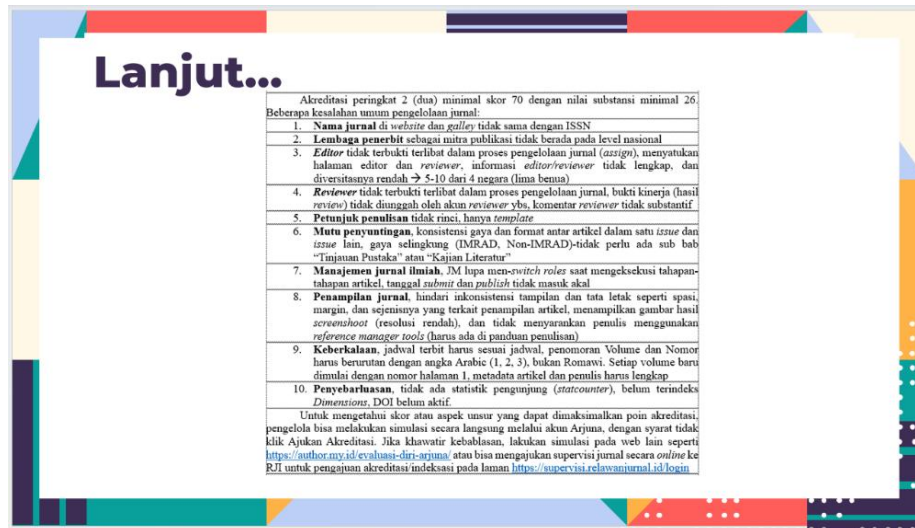 Lanjut...
Akreditasi peringkat 2 (dua) minimal skor 70 dengan nilai substansi minimal 26.
Beberapa kesalahan umum pengelolaan jurnal:
1. Nama jurnal di website dan galley tidak sama dengan ISSN
2. Lembaga penerbit sebagai mitra publikasi tidak berada pada level nasional
3. Editor tidak terbukti terlibat dalam proses pengelolaan jurnal (assign), menyatukan
halaman editor dan reviewer, informasi editor/reviewer tidak lengkap, dan
diversitasnya rendah → 5-10 dari 4 negara (lima benua)
4. Reviewer tidak terbukti terlibat dalam proses pengelolaan jurnal, bukti kinerja (hasil
review) tidak diunggah oleh akun reviewer ybs, komentar reviewer tidak substantif
5. Petunjuk penulisan tidak rinci, hanya template
6. Mutu penyuntingan, konsistensi gaya dan format antar artikel dalam satu issue dan
issue lain, gaya selingkung (IMRAD, Non-IMRAD)-tidak perlu ada sub bab
“Tinjauan Pustaka” atau “Kajian Literatur”
7. Manajemen jurnal ilmiah, JM lupa men-switch roles saat mengeksekusi tahapan-
tahapan artikel, tanggal submit dan publish tidak masuk akal
8. Penampilan jurnal, hindari inkonsistensi tampilan dan tata letak seperti spasi,
margin, dan sejenisnya yang terkait penampilan artikel, menampilkan gambar hasil
screenshoot (resolusi rendah), dan tidak menyarankan penulis menggunakan
reference manager tools (harus ada di panduan penulisan)
9. Keberkalaan, jadwal terbit harus sesuai jadwal, penomoran Volume dan Nomor
harus berurutan dengan angka Arabic (1, 2, 3), bukan Romawi. Setiap volume baru
dimulai dengan nomor halaman 1, metadata artikel dan penulis harus lengkap
10. Penyebarluasan, tidak ada statistik pengunjung (statcounter), belum terindeks
Dimensions, DOI belum aktif.
Untuk mengetahui skor atau aspek unsur yang dapat dimaksimalkan poin akreditasi,
pengelola bisa melakukan simulasi secara langsung melalui akun Arjuna, dengan syarat tidak
klik Ajukan Akreditasi. Jika khawatir kebablasan, lakukan simulasi pada web lain seperti
https://author.my.id/evaluasi-diri-arjuna/ atau bisa mengajukan supervisi jurnal secara online ke
RJI untuk pengajuan akreditasi/indeksasi pada laman https://supervisi.relawanjurnal.id/login